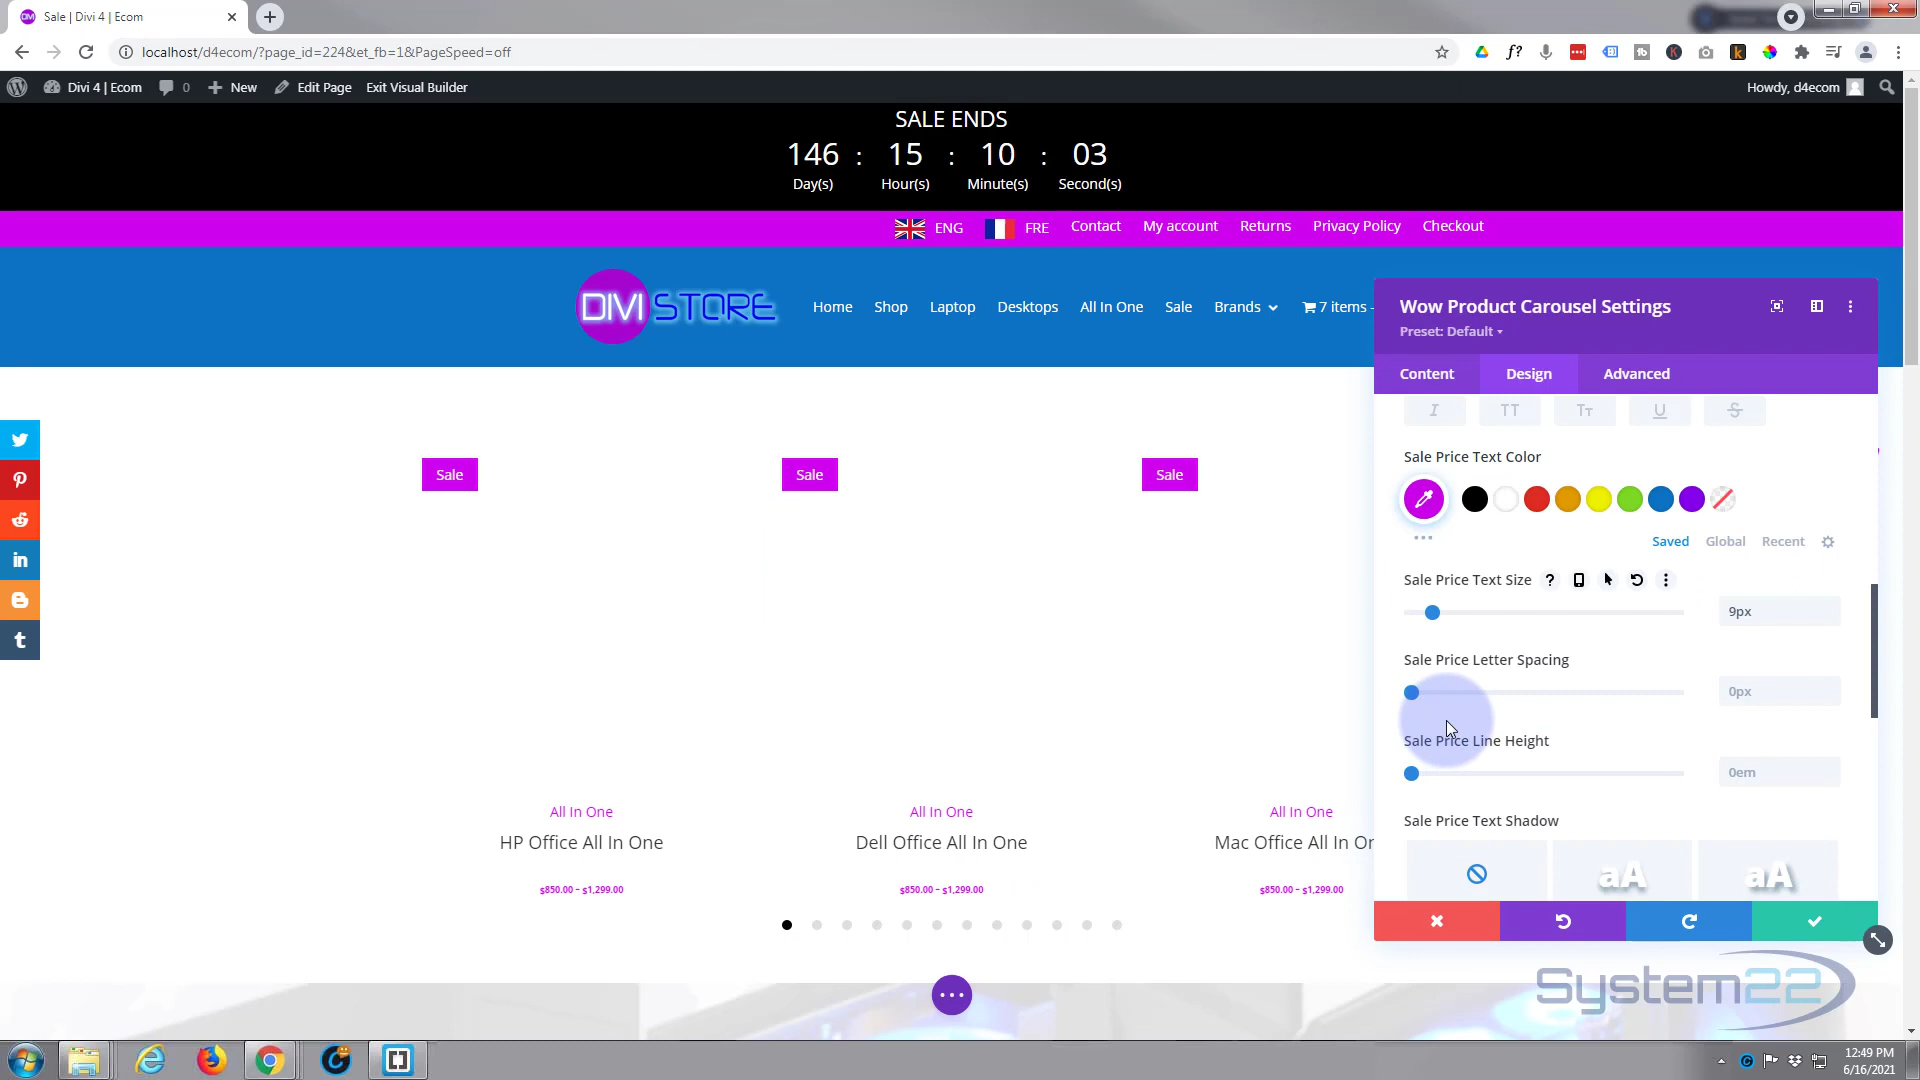 Sale | Divi 4 | Ecom
localhost/d4ecom/?page_id=224&et_fb=1&PageSpeed=off
Divi 4 | Ecom 0 New Edit Page Exit Visual Builder Howdy, d4ecom
SALE ENDS
146 : 15 : 10 : 03
Day(s) Hour(s) Minute(s) Second(s)
ENG FRE Contact My account Returns Privacy Policy Checkout
DIVI STORE Home Shop Laptop Desktops All In One Sale Brands 7 items -
Wow Product Carousel Settings
Preset: Default
Content Design Advanced
I TT Tт U S
Sale Price Text Color
Saved Global Recent
Sale Price Text Size ?
9px
Sale Price Letter Spacing
0px
Sale Price Line Height
0em
Sale Price Text Shadow
aA aA
Sale Sale Sale
All In One All In One All In One
HP Office All In One Dell Office All In One Mac Office All In Or
$850.00 – $1,299.00 $850.00 – $1,299.00 $850.00 – $1,299.00
System22
12:49 PM
6/16/2021